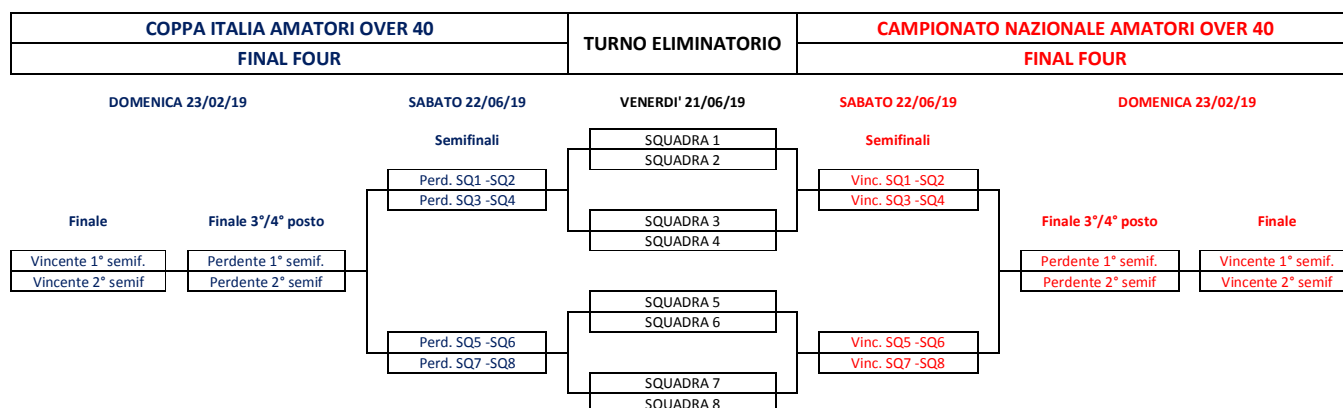 COPPA ITALIA AMATORI OVER 40
TURNO ELIMINATORIO
CAMPIONATO NAZIONALE AMATORI OVER 40
FINAL FOUR
FINAL FOUR
DOMENICA 23/02/19
SABATO 22/06/19
VENERDI' 21/06/19
SABATO 22/06/19
DOMENICA 23/02/19
Semifinali
SQUADRA 1
SQUADRA 2
Semifinali
Perd. SQ1 -SQ2
Perd. SQ3 -SQ4
Vinc. SQ1 -SQ2
Vinc. SQ3 -SQ4
Finale
Finale 3°/4° posto
SQUADRA 3
SQUADRA 4
Finale 3°/4° posto
Finale
Vincente 1° semif.
Vincente 2° semif
Perdente 1° semif.
Perdente 2° semif
Perdente 1° semif.
Perdente 2° semif
Vincente 1° semif.
Vincente 2° semif
SQUADRA 5
SQUADRA 6
Perd. SQ5 -SQ6
Perd. SQ7 -SQ8
Vinc. SQ5 -SQ6
Vinc. SQ7 -SQ8
SQUADRA 7
SQUADRA 8